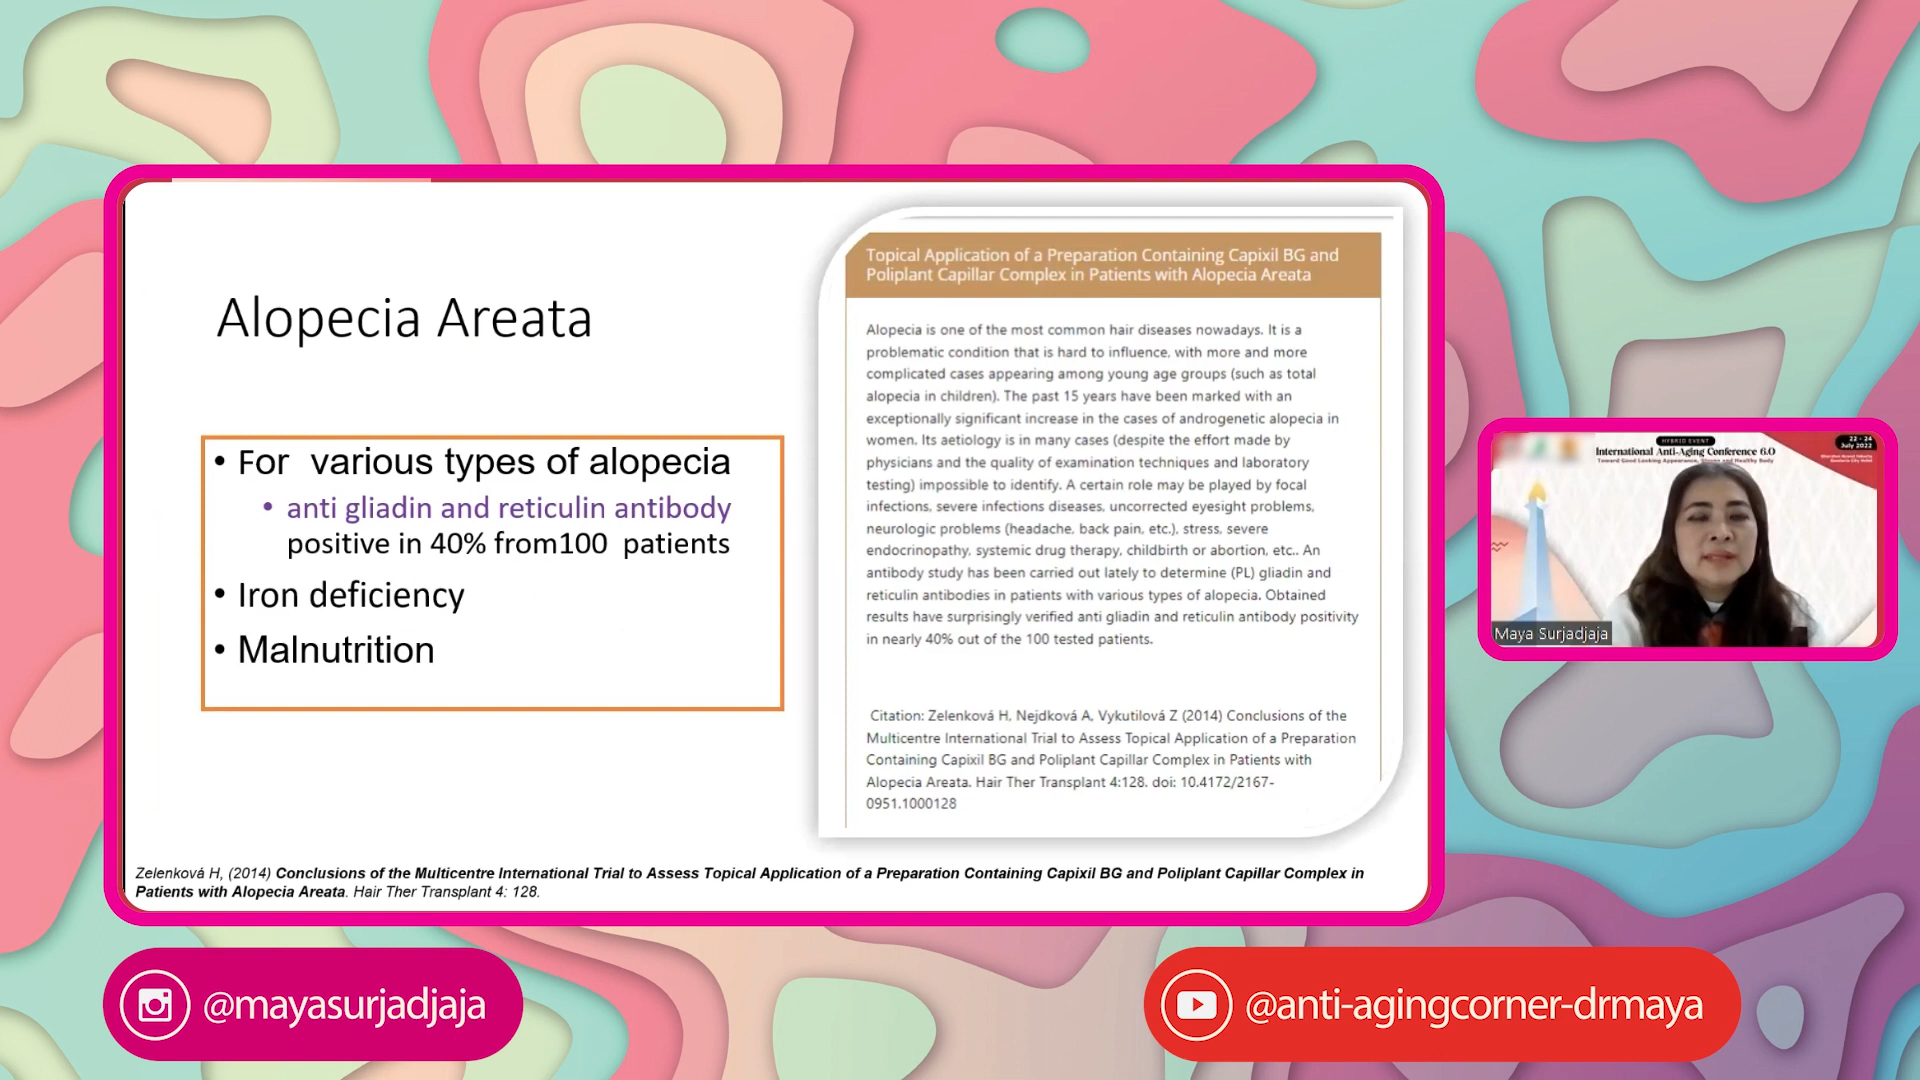 Alopecia Areata
• For various types of alopecia
• anti gliadin and reticulin antibody
positive in 40% from100 patients
• Iron deficiency
• Malnutrition
Topical Application of a Preparation Containing Capixil BG and
Poliplant Capillar Complex in Patients with Alopecia Areata
Alopecia is one of the most common hair diseases nowadays. It is a
problematic condition that is hard to influence, with more and more
complicated cases appearing among young age groups (such as total
alopecia in children). The past 15 years have been marked with an
exceptionally significant increase in the cases of androgenetic alopecia in
women. Its aetiology is in many cases (despite the effort made by
physicians and the quality of examination techniques and laboratory
testing) impossible to identify. A certain role may be played by focal
infections, severe infections diseases, uncorrected eyesight problems,
neurologic problems (headache, back pain, etc.), stress, severe
endocrinopathy, systemic drug therapy, childbirth or abortion, etc.. An
antibody study has been carried out lately to determine (PL) gliadin and
reticulin antibodies in patients with various types of alopecia. Obtained
results have surprisingly verified anti gliadin and reticulin antibody positivity
in nearly 40% out of the 100 tested patients.
Citation: Zelenková H, Nejdková A, Vykutilová Z (2014) Conclusions of the
Multicentre International Trial to Assess Topical Application of a Preparation
Containing Capixil BG and Poliplant Capillar Complex in Patients with
Alopecia Areata. Hair Ther Transplant 4:128. doi: 10.4172/2167-
0951.1000128
Zelenková H, (2014) Conclusions of the Multicentre International Trial to Assess Topical Application of a Preparation Containing Capixil BG and Poliplant Capillar Complex in
Patients with Alopecia Areata. Hair Ther Transplant 4: 128.
HYBRID EVENT
International Anti-Aging Conference 6.0
Toward Good Looking Appearance, Strong and Healthy Body
22 - 24
July 2022
Maya Surjadjaja
@mayasurjadjaja
@anti-agingcorner-drmaya